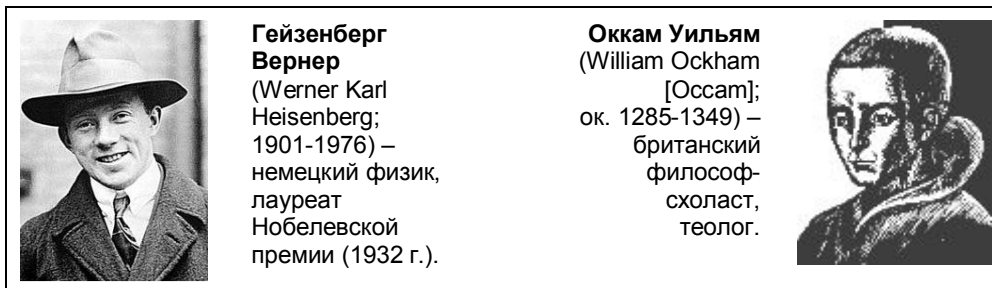 Гейзенберг
Вернер
(Werner Karl
Heisenberg;
1901-1976) –
немецкий физик,
лауреат
Нобелевской
премии (1932 г.).
Оккам Уильям
(William Ockham
[Occam];
ок. 1285-1349) –
британский
философ-
схоласт,
теолог.